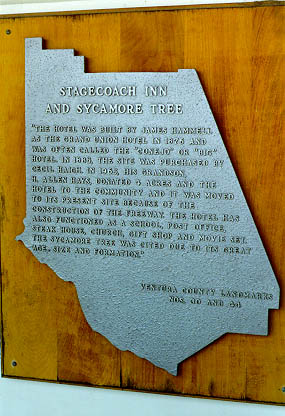 STAGECOACH INN
AND SYCAMORE TREE
"THE HOTEL WAS BUILT BY JAMES HAMMELL
AS THE GRAND UNION HOTEL IN 1876 AND
WAS OFTEN CALLED THE "CONEJO" OR "BIG"
HOTEL. IN 1885, THE SITE WAS PURCHASED BY
CECIL HAIGH. IN 1965, HIS GRANDSON,
H. ALLEN HAYS, DONATED 4 ACRES AND THE
HOTEL TO THE COMMUNITY AND IT WAS MOVED
TO ITS PRESENT SITE BECAUSE OF THE
CONSTRUCTION OF THE FREEWAY. THE HOTEL HAS
ALSO FUNCTIONED AS A SCHOOL, POST OFFICE,
STEAK HOUSE, CHURCH, GIFT SHOP AND MOVIE SET.
THE SYCAMORE TREE WAS CITED DUE TO ITS GREAT
AGE, SIZE AND FORMATION."
VENTURA COUNTY LANDMARKS
NOS. AND 44